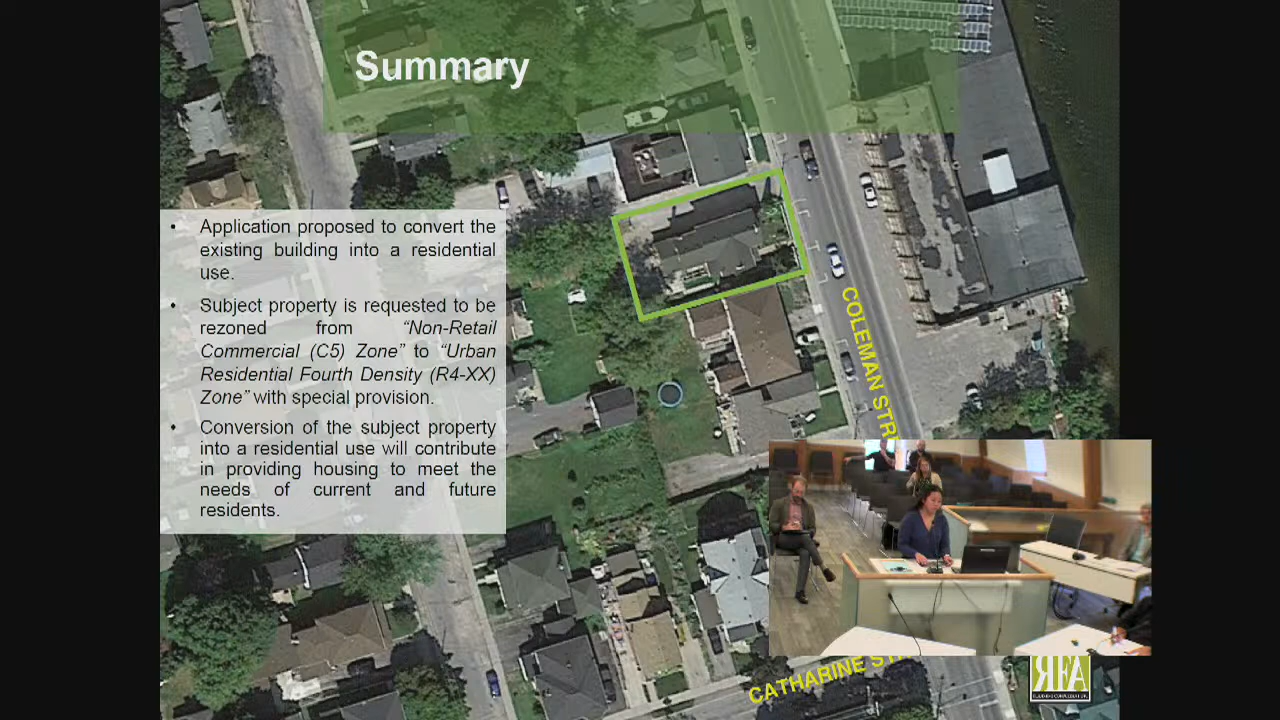 Summary
• Application proposed to convert the
existing building into a residential
use.
• Subject property is requested to be
rezoned from “Non-Retail
Commercial (C5) Zone” to “Urban
Residential Fourth Density (R4-XX)
Zone” with special provision.
• Conversion of the subject property
into a residential use will contribute
in providing housing to meet the
needs of current and future
residents.
COLEMAN STR
CATHARINE ST
RFA